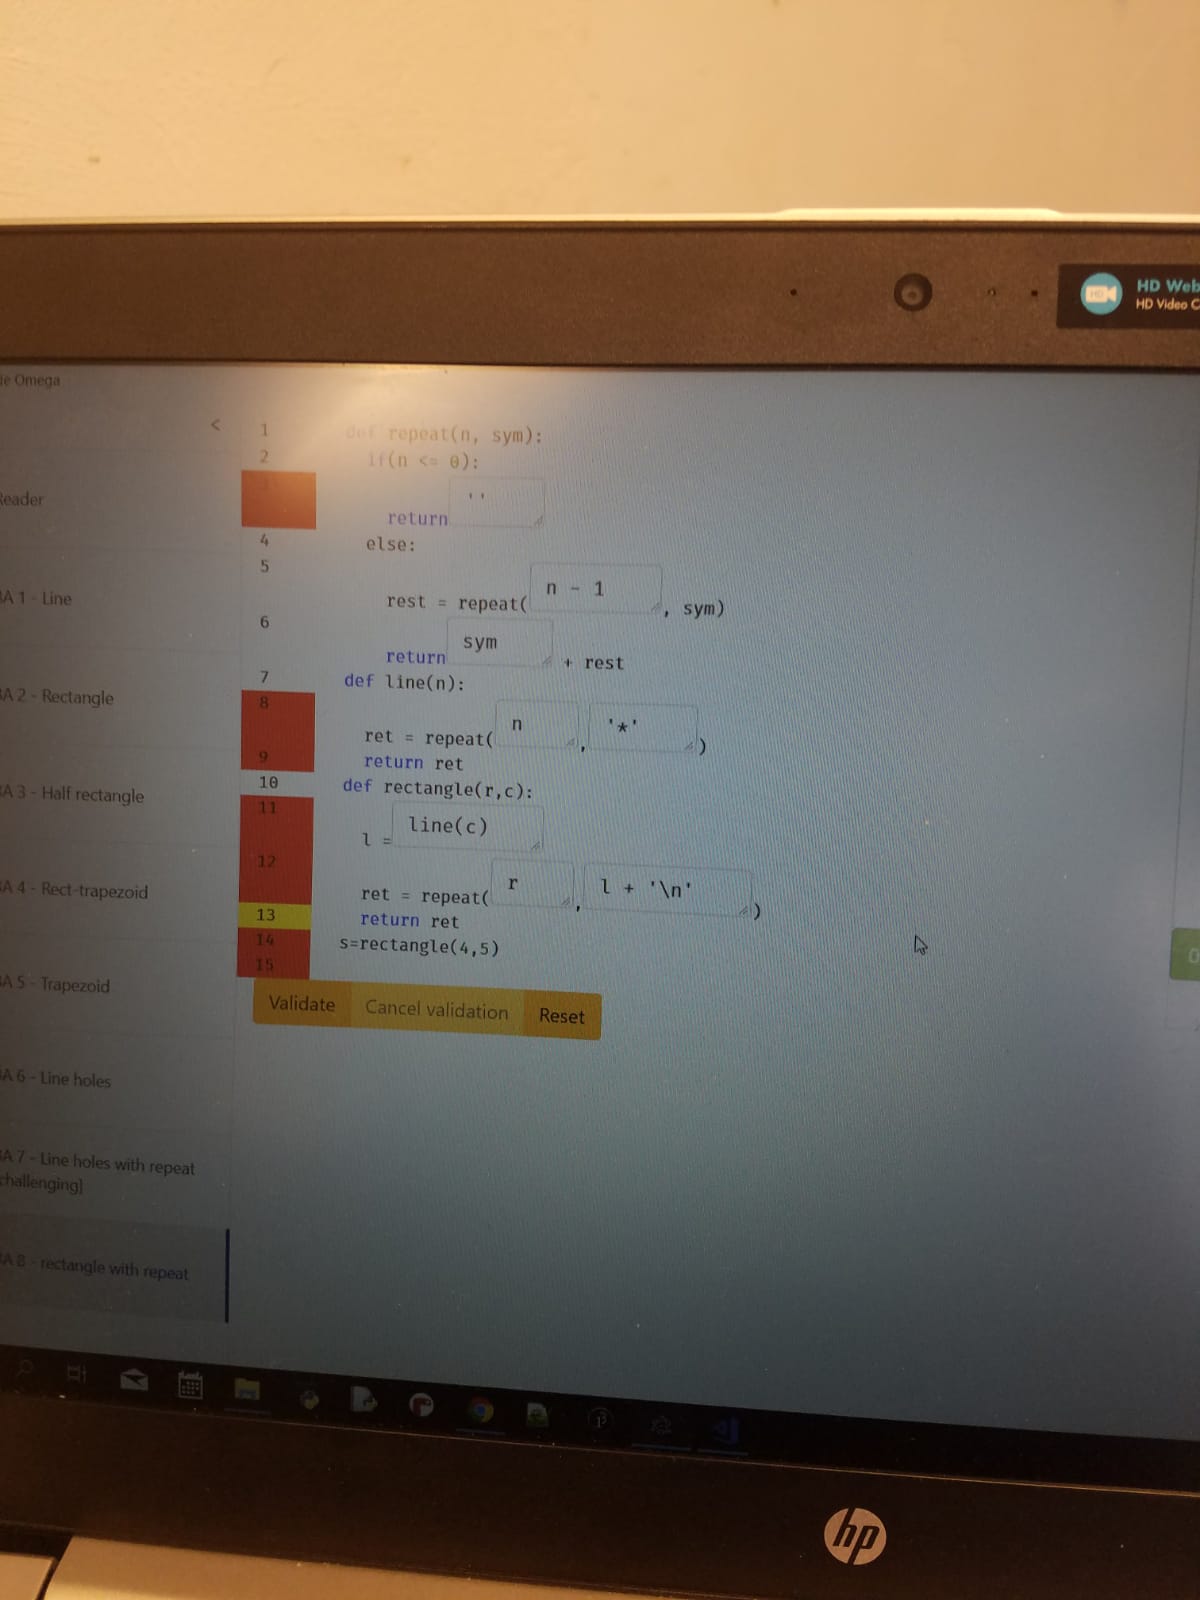 HD Web
HD Video C
ie Omega
<
Reader
A 1 - Line
A 2 - Rectangle
A 3 - Half rectangle
A 4 - Rect-trapezoid
A 5 - Trapezoid
A 6 - Line holes
A 7 - Line holes with repeat
challenging]
A 8 - rectangle with repeat
1 def repeat(n, sym):
2 if(n <= 0):
3 return ''
4 else:
5 rest = repeat( n - 1 , sym)
6 return sym + rest
7 def line(n):
8 ret = repeat( n , '*' )
9 return ret
10 def rectangle(r,c):
11 l = line(c)
12 ret = repeat( r , l + '\n' )
13 return ret
14 s=rectangle(4,5)
15
Validate Cancel validation Reset
hp